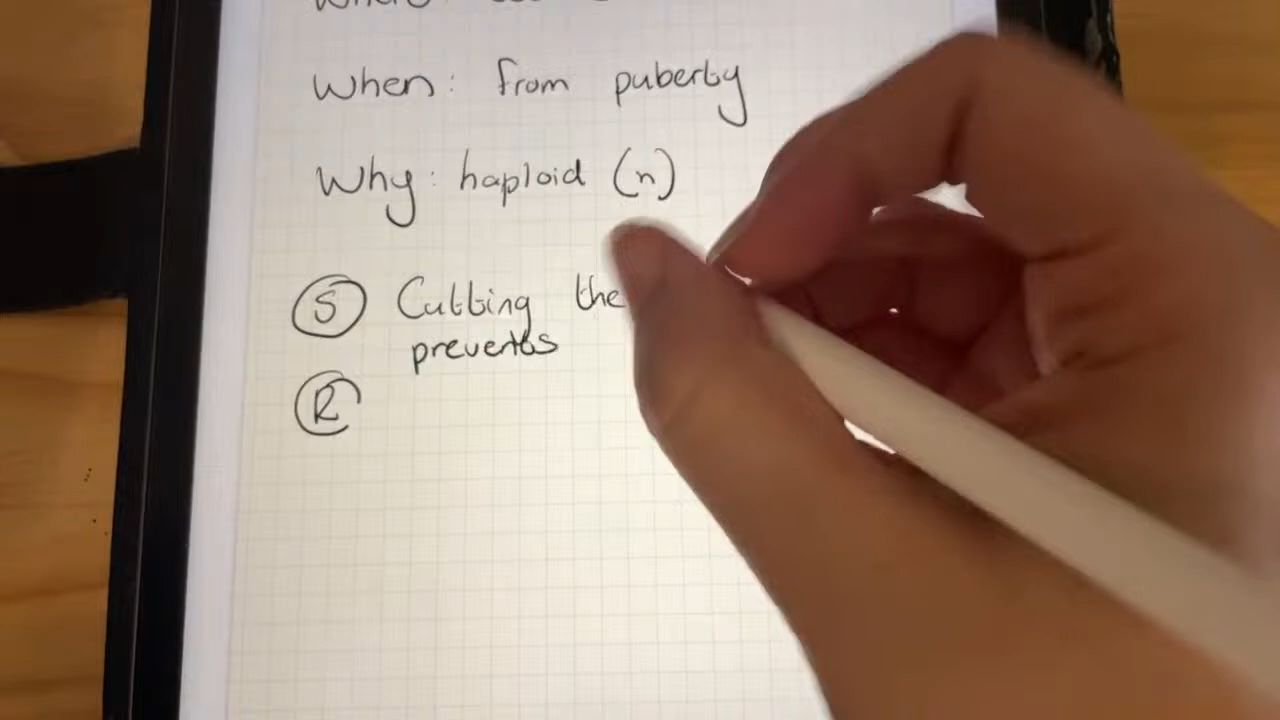 When: from puberty
Why: haploid (n)
S Cutting the
prevents
R